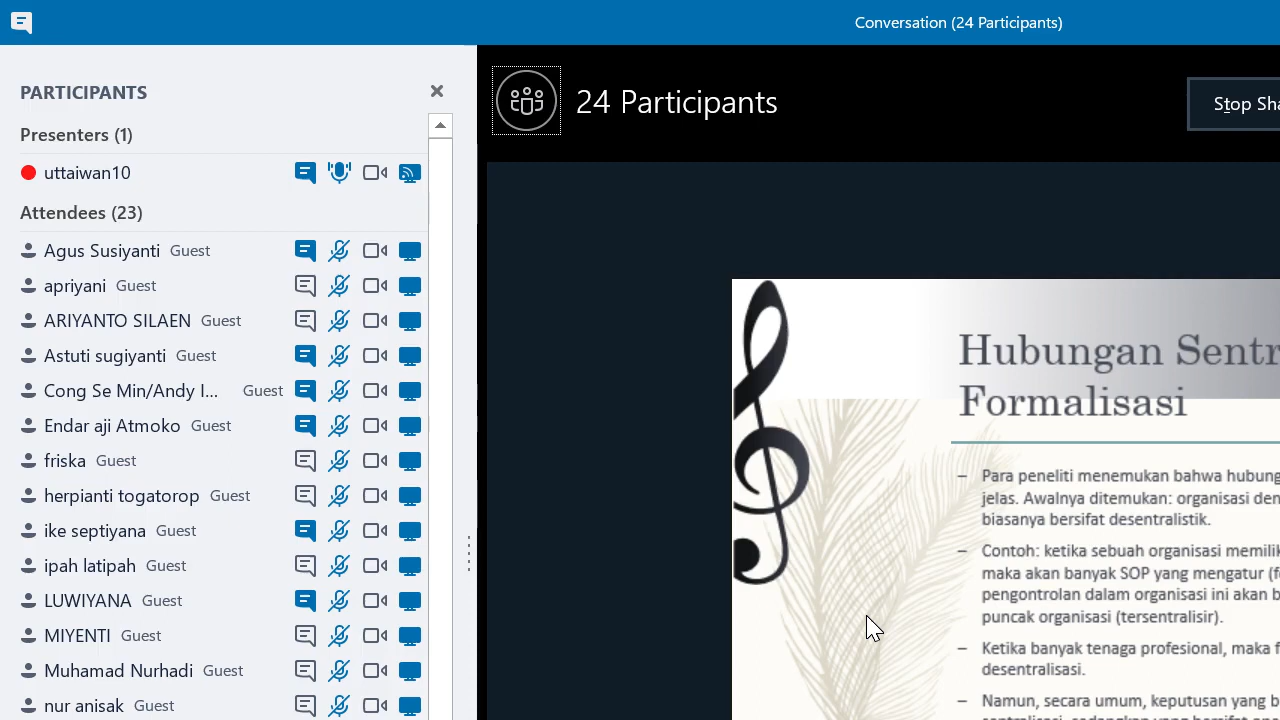 Conversation (24 Participants)
PARTICIPANTS
Presenters (1)
uttaiwan10
Attendees (23)
Agus Susiyanti Guest
apriyani Guest
ARIYANTO SILAEN Guest
Astuti sugiyanti Guest
Cong Se Min/Andy I... Guest
Endar aji Atmoko Guest
friska Guest
herpianti togatorop Guest
ike septiyana Guest
ipah latipah Guest
LUWIYANA Guest
MIYENTI Guest
Muhamad Nurhadi Guest
nur anisak Guest
24 Participants
Stop Sha
Hubungan Sentr
Formalisasi
– Para peneliti menemukan bahwa hubung
jelas. Awalnya ditemukan: organisasi den
biasanya bersifat desentralistik.
– Contoh: ketika sebuah organisasi memilik
maka akan banyak SOP yang mengatur (fo
pengontrolan dalam organisasi ini akan b
puncak organisasi (tersentralisir).
– Ketika banyak tenaga profesional, maka f
desentralisasi.
– Namun, secara umum, keputusan yang b